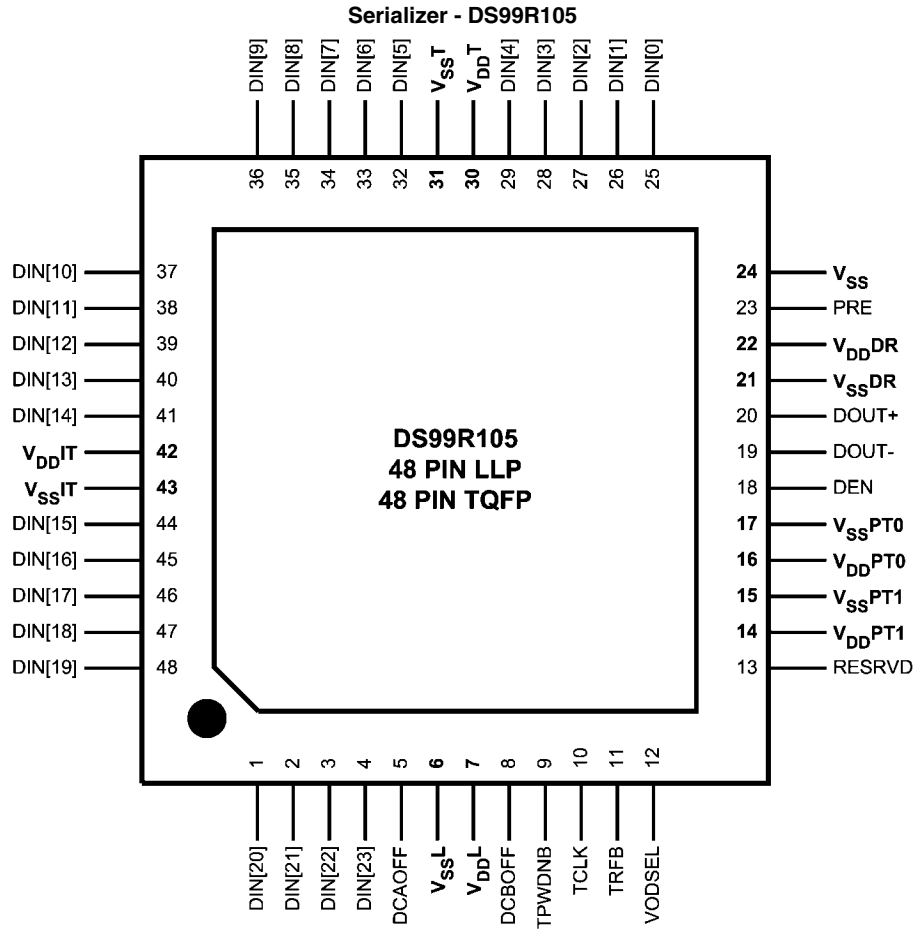 Serializer - DS99R105
DIN[9]
DIN[8]
DIN[7]
DIN[6]
DIN[5]
VSST
VDDT
DIN[4]
DIN[3]
DIN[2]
DIN[1]
DIN[0]
36
35
34
33
32
31
30
29
28
27
26
25
DIN[10] 37
DIN[11] 38
DIN[12] 39
DIN[13] 40
DIN[14] 41
VDDIT 42
VSSIT 43
DIN[15] 44
DIN[16] 45
DIN[17] 46
DIN[18] 47
DIN[19] 48
DS99R105
48 PIN LLP
48 PIN TQFP
24 VSS
23 PRE
22 VDDDR
21 VSSDR
20 DOUT+
19 DOUT-
18 DEN
17 VSSPT0
16 VDDPT0
15 VSSPT1
14 VDDPT1
13 RESRVD
1
2
3
4
5
6
7
8
9
10
11
12
DIN[20]
DIN[21]
DIN[22]
DIN[23]
DCAOFF
VSSL
VDDL
DCBOFF
TPWDNB
TCLK
TRFB
VODSEL